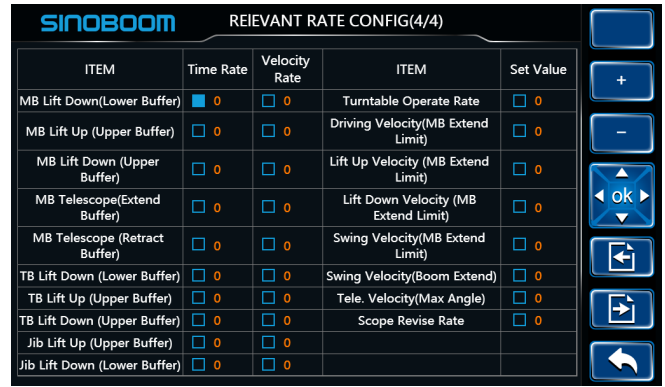 SINOBOOM
RElEVANT RATE CONFIG(4/4)
ITEM Time Rate Velocity Rate ITEM Set Value
MB Lift Down(Lower Buffer) 0 0 Turntable Operate Rate 0
MB Lift Up (Upper Buffer) 0 0 Driving Velocity(MB Extend Limit) 0
MB Lift Down (Upper Buffer) 0 0 Lift Up Velocity (MB Extend Limit) 0
MB Telescope(Extend Buffer) 0 0 Lift Down Velocity (MB Extend Limit) 0
MB Telescope (Retract Buffer) 0 0 Swing Velocity(MB Extend Limit) 0
TB Lift Down (Lower Buffer) 0 0 Swing Velocity(Boom Extend) 0
TB Lift Up (Upper Buffer) 0 0 Tele. Velocity(Max Angle) 0
TB Lift Down (Upper Buffer) 0 0 Scope Revise Rate 0
Jib Lift Up (Upper Buffer) 0 0
Jib Lift Down (Lower Buffer) 0 0
+
−
ok